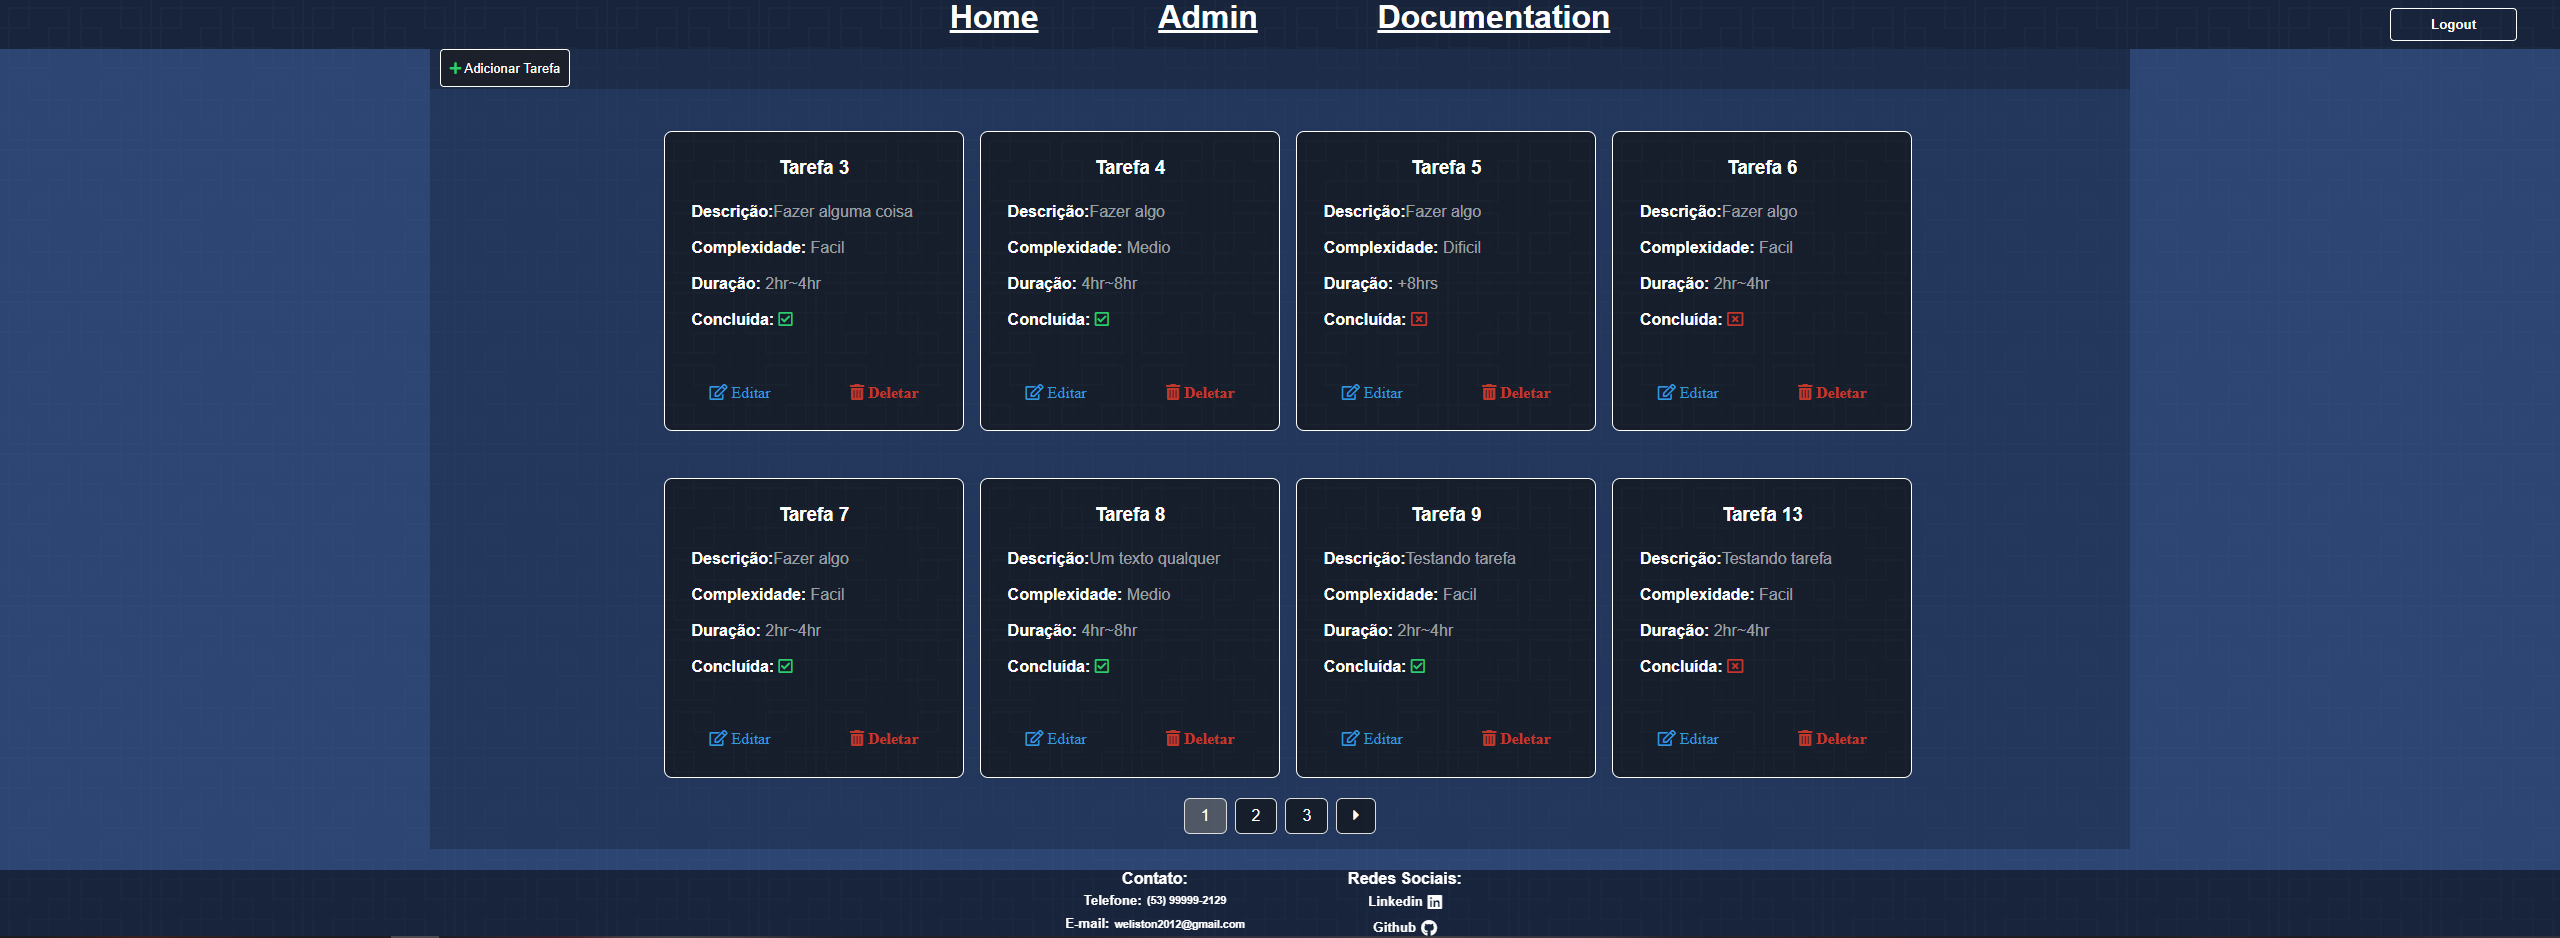 Home Admin Documentation Logout
Adicionar Tarefa
Tarefa 3 Tarefa 4 Tarefa 5 Tarefa 6
Descrição:Fazer alguma coisa Descrição:Fazer algo Descrição:Fazer algo Descrição:Fazer algo
Complexidade: Facil Complexidade: Medio Complexidade: Dificil Complexidade: Facil
Duração: 2hr~4hr Duração: 4hr~8hr Duração: +8hrs Duração: 2hr~4hr
Concluída: Concluída: Concluída: Concluída:
Editar Deletar Editar Deletar Editar Deletar Editar Deletar
Tarefa 7 Tarefa 8 Tarefa 9 Tarefa 13
Descrição:Fazer algo Descrição:Um texto qualquer Descrição:Testando tarefa Descrição:Testando tarefa
Complexidade: Facil Complexidade: Medio Complexidade: Facil Complexidade: Facil
Duração: 2hr~4hr Duração: 4hr~8hr Duração: 2hr~4hr Duração: 2hr~4hr
Concluída: Concluída: Concluída: Concluída:
Editar Deletar Editar Deletar Editar Deletar Editar Deletar
1 2 3
Contato: Redes Sociais:
Telefone: (53) 99999-2129 Linkedin
E-mail: weliston2012@gmail.com Github